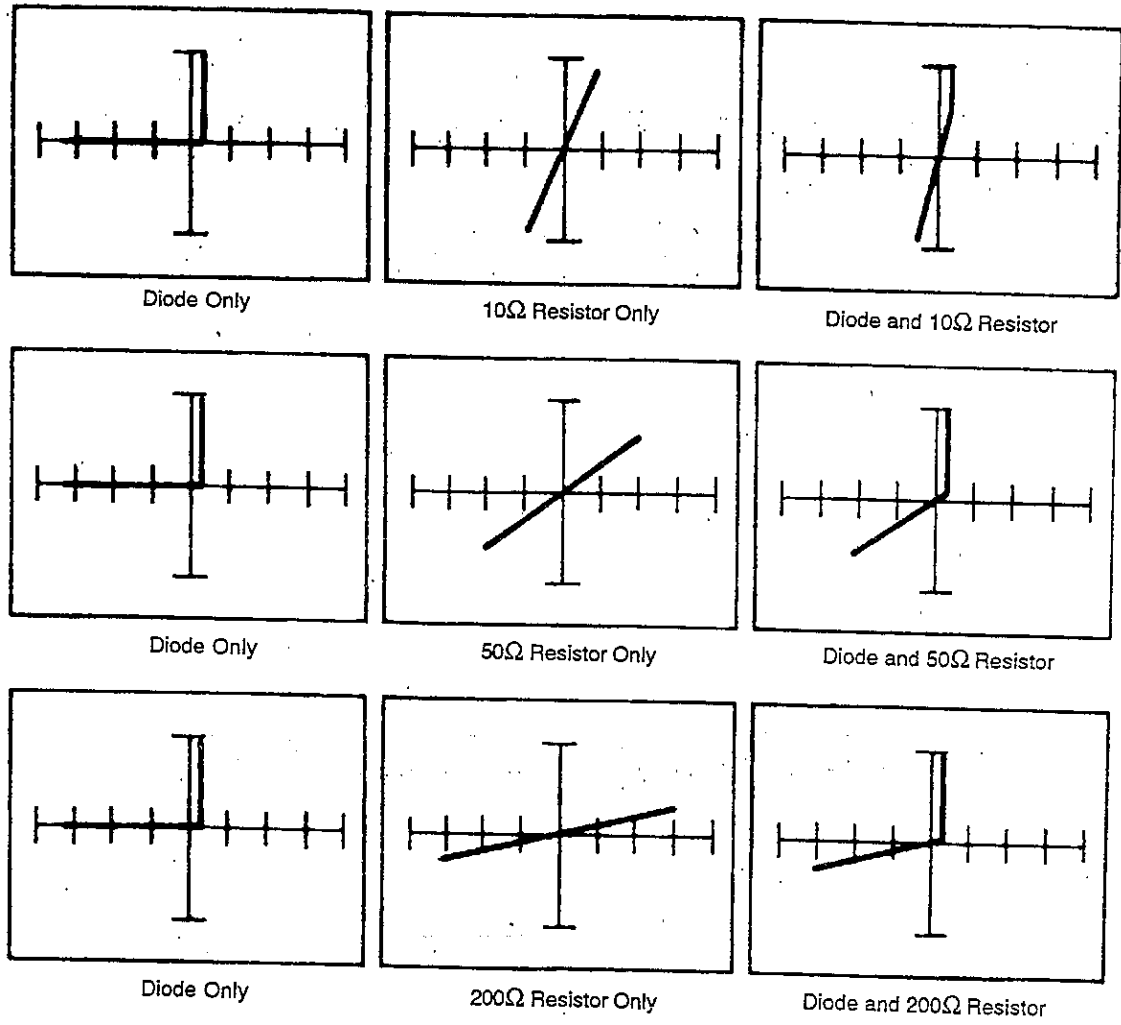 Diode Only
10Ω Resistor Only
Diode and 10Ω Resistor
Diode Only
50Ω Resistor Only
Diode and 50Ω Resistor
Diode Only
200Ω Resistor Only
Diode and 200Ω Resistor